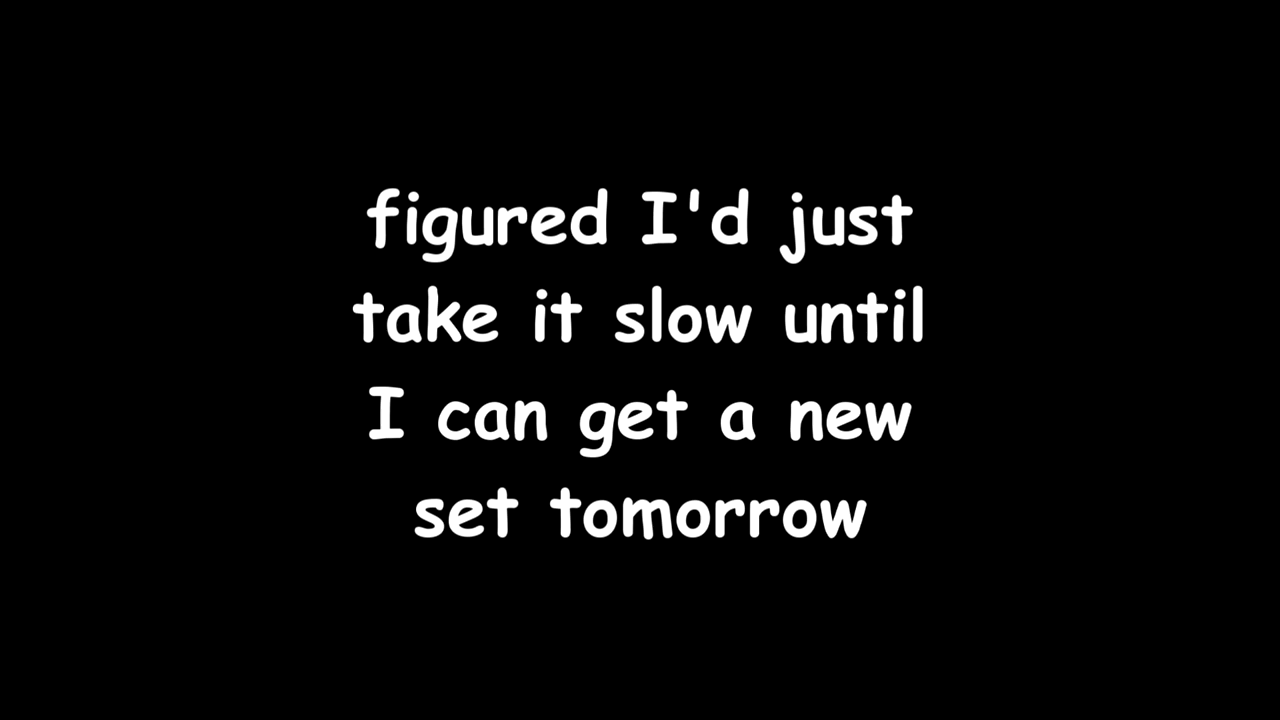 figured I'd just
take it slow until
I can get a new
set tomorrow